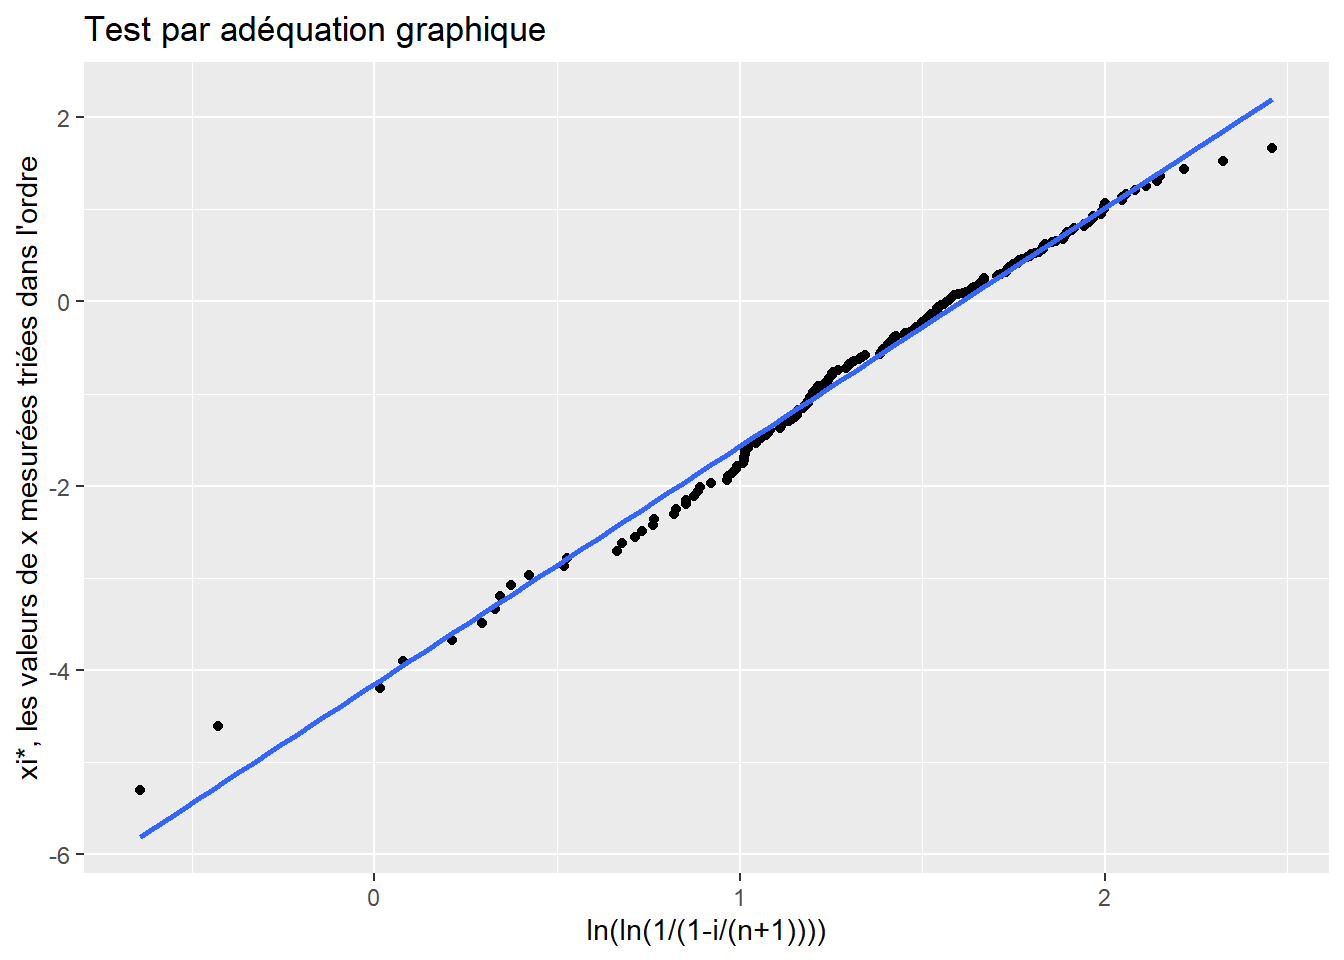 Test par adéquation graphique
xi*, les valeurs de x mesurées triées dans l'ordre
2
0
-2
-4
-6
0
1
2
ln(ln(1/(1-i/(n+1))))